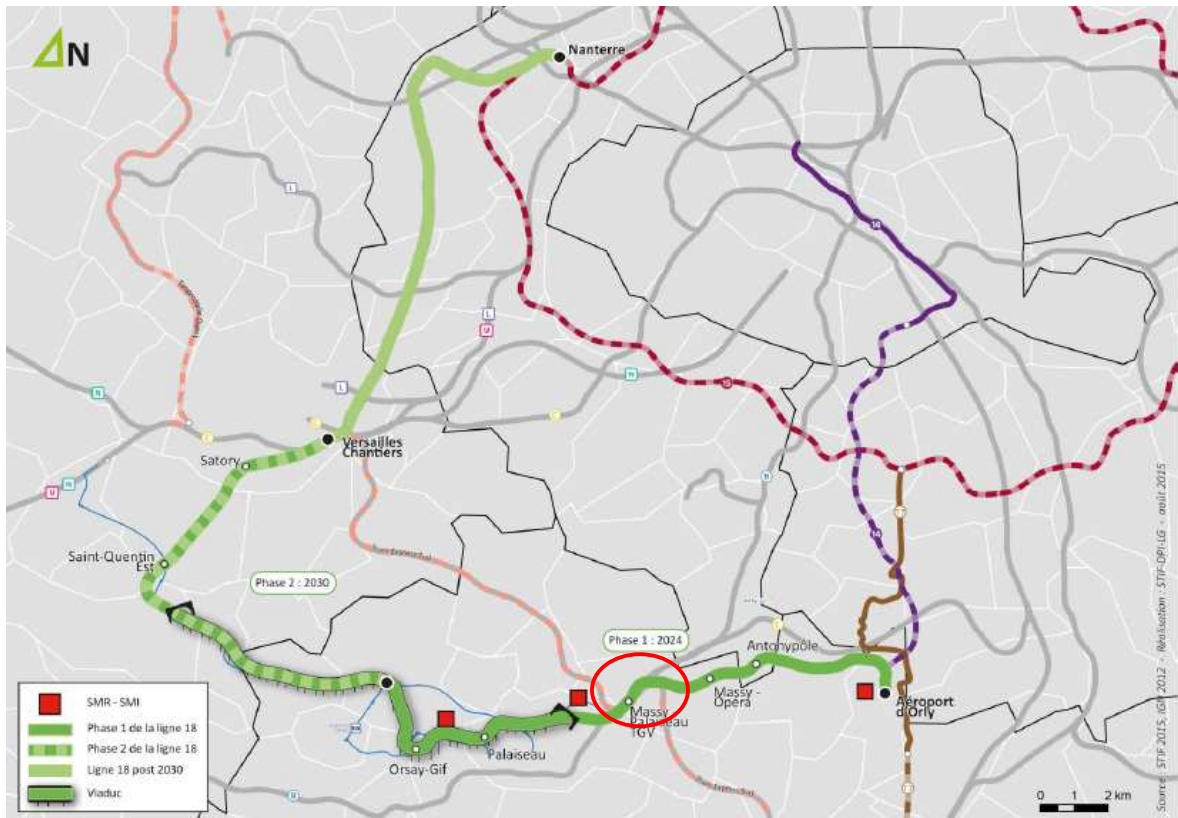 N
Nanterre
L
14
L
U
N
L
N
C
C
Versailles
Chantiers
C
Satory
15
U
N
B
Saint-Quentin
Est
Phase 2 : 2030
14
Phase 1 : 2024
C
Antonypôle
Massy -
Opéra
Aéroport
d'Orly
Massy
Palaiseau
TGV
Palaiseau
Orsay-Gif
B
SMR - SMI
Phase 1 de la ligne 18
Phase 2 de la ligne 18
Ligne 18 post 2030
Viaduc
0 1 2 km
Source : STIF 2015, IGN 2012 - Réalisation : STIF-DPI-LG - août 2015